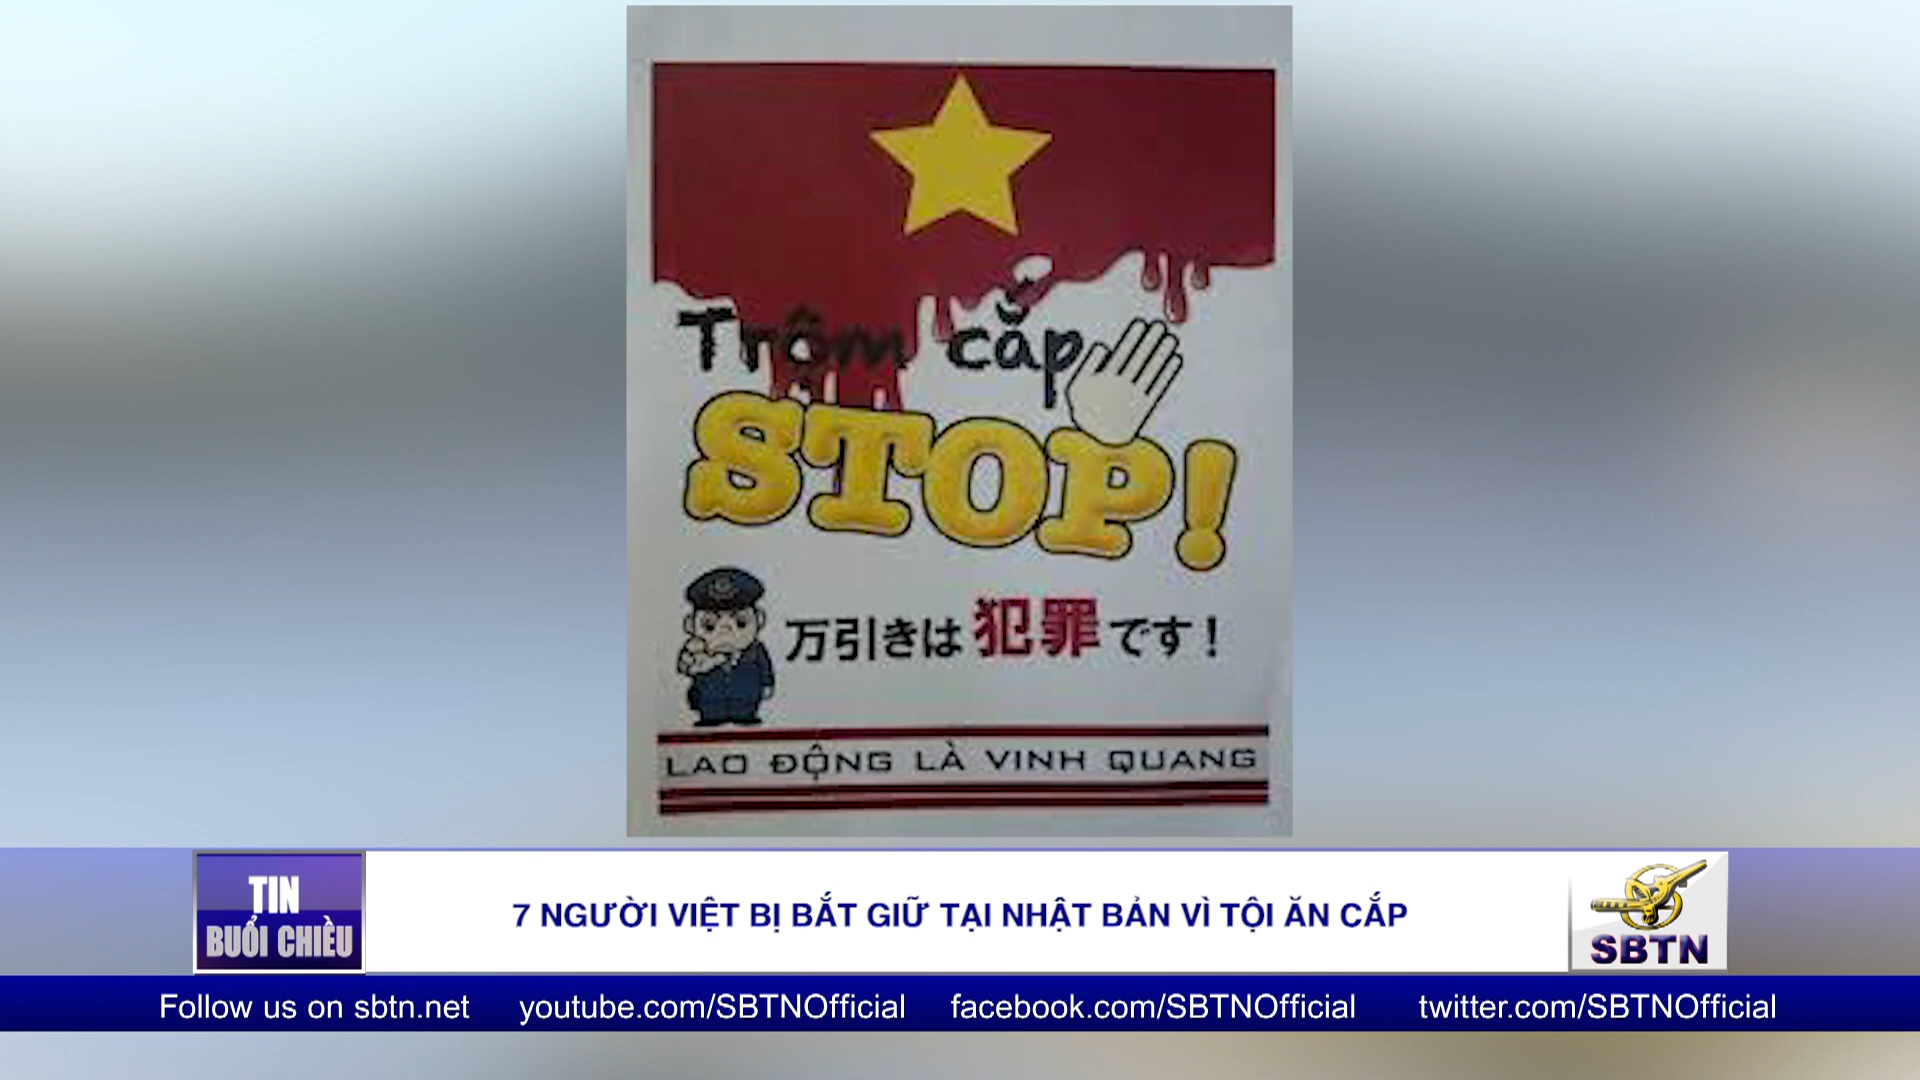 Trộm cắp
STOP!
万引きは犯罪です!
LAO ĐỘNG LÀ VINH QUANG
TIN
BUỔI CHIỀU
7 NGƯỜI VIỆT BỊ BẮT GIỮ TẠI NHẬT BẢN VÌ TỘI ĂN CẮP
SBTN
Follow us on sbtn.net youtube.com/SBTNOfficial facebook.com/SBTNOfficial twitter.com/SBTNOfficial